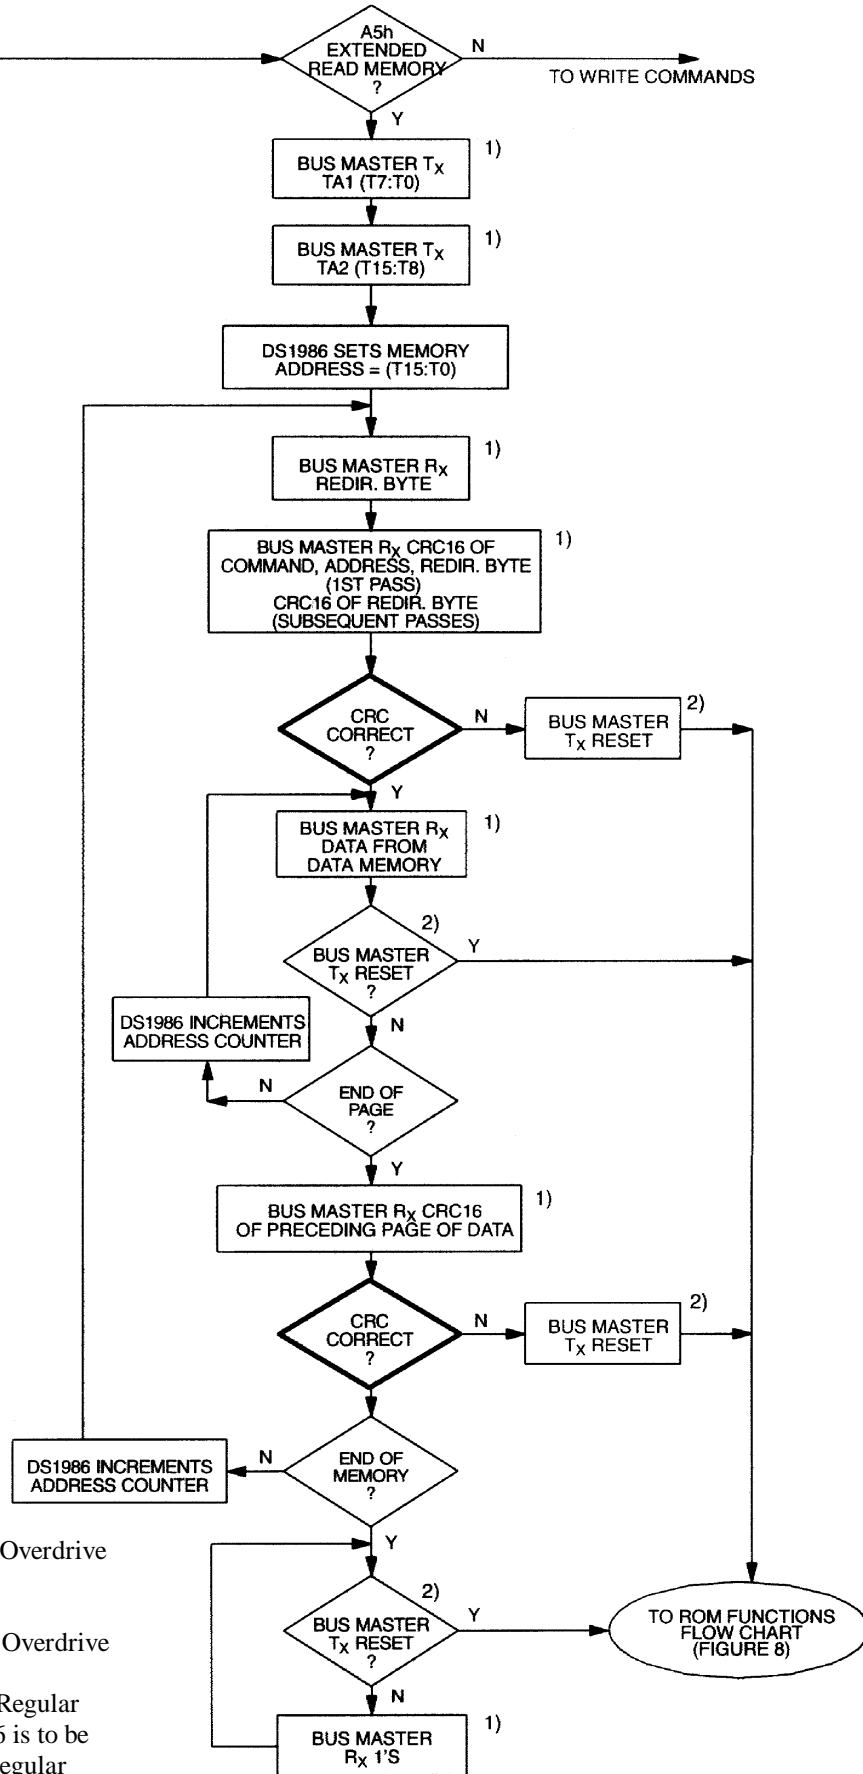 A5h
EXTENDED
READ MEMORY
?
N
TO WRITE COMMANDS
Y
BUS MASTER TX
TA1 (T7:T0)
1)
BUS MASTER TX
TA2 (T15:T8)
1)
DS1986 SETS MEMORY
ADDRESS = (T15:T0)
BUS MASTER RX
REDIR. BYTE
1)
BUS MASTER RX CRC16 OF
COMMAND, ADDRESS, REDIR. BYTE
(1ST PASS)
CRC16 OF REDIR. BYTE
(SUBSEQUENT PASSES)
1)
CRC
CORRECT
?
N
BUS MASTER
TX RESET
2)
Y
BUS MASTER RX
DATA FROM
DATA MEMORY
1)
BUS MASTER
TX RESET
?
2)
Y
N
DS1986 INCREMENTS
ADDRESS COUNTER
END OF
PAGE
?
N
Y
BUS MASTER RX CRC16
OF PRECEDING PAGE OF DATA
1)
CRC
CORRECT
?
N
BUS MASTER
TX RESET
2)
END OF
MEMORY
?
N
DS1986 INCREMENTS
ADDRESS COUNTER
Y
Overdrive
BUS MASTER
TX RESET
?
2)
Y
TO ROM FUNCTIONS
FLOW CHART
(FIGURE 8)
Overdrive
N
Regular
6 is to be
egular
BUS MASTER
RX 1'S
1)